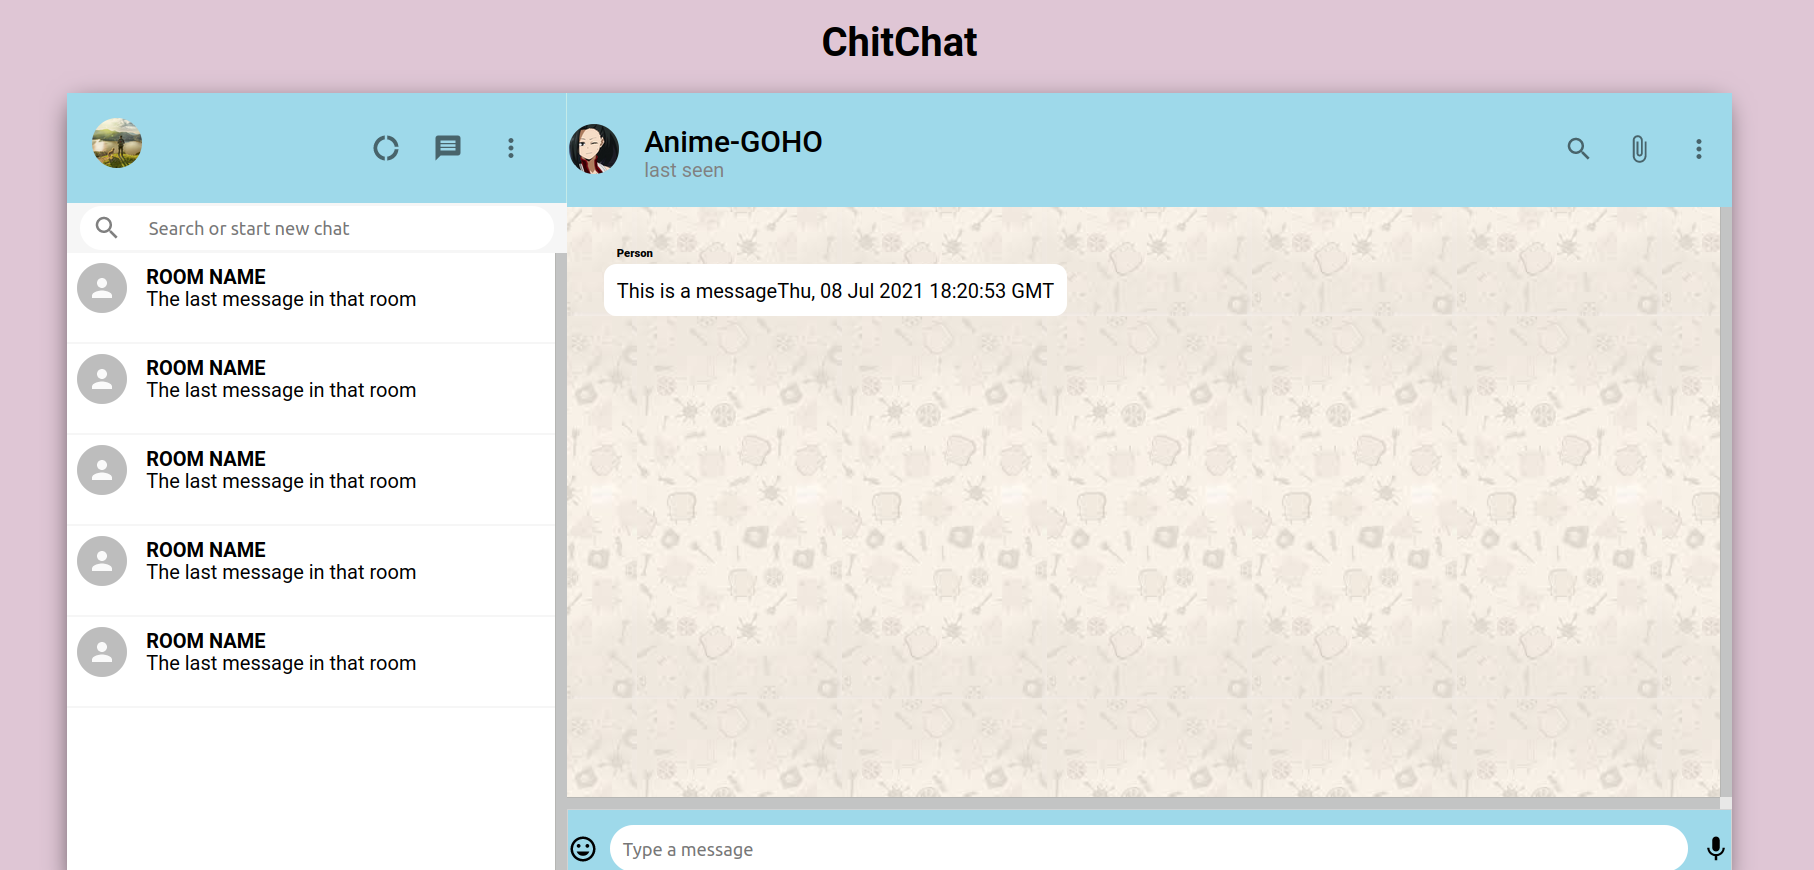 ChitChat
Anime-GOHO
last seen
Search or start new chat
ROOM NAME
The last message in that room
ROOM NAME
The last message in that room
ROOM NAME
The last message in that room
ROOM NAME
The last message in that room
ROOM NAME
The last message in that room
Person
This is a messageThu, 08 Jul 2021 18:20:53 GMT
Type a message